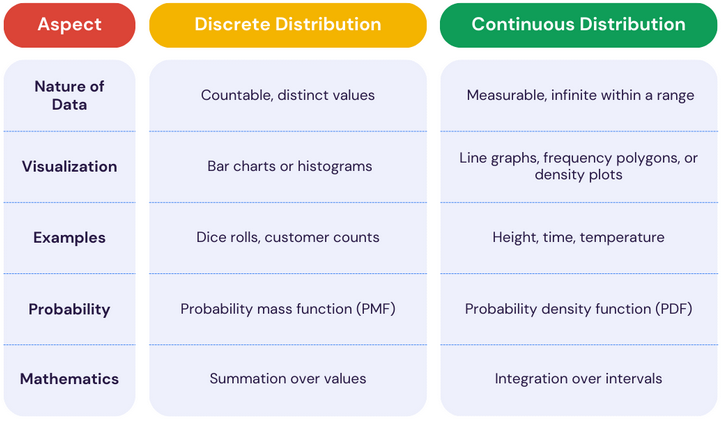 Aspect
Discrete Distribution
Continuous Distribution
Nature of
Data
Countable, distinct values
Measurable, infinite within a range
Visualization
Bar charts or histograms
Line graphs, frequency polygons, or
density plots
Examples
Dice rolls, customer counts
Height, time, temperature
Probability
Probability mass function (PMF)
Probability density function (PDF)
Mathematics
Summation over values
Integration over intervals